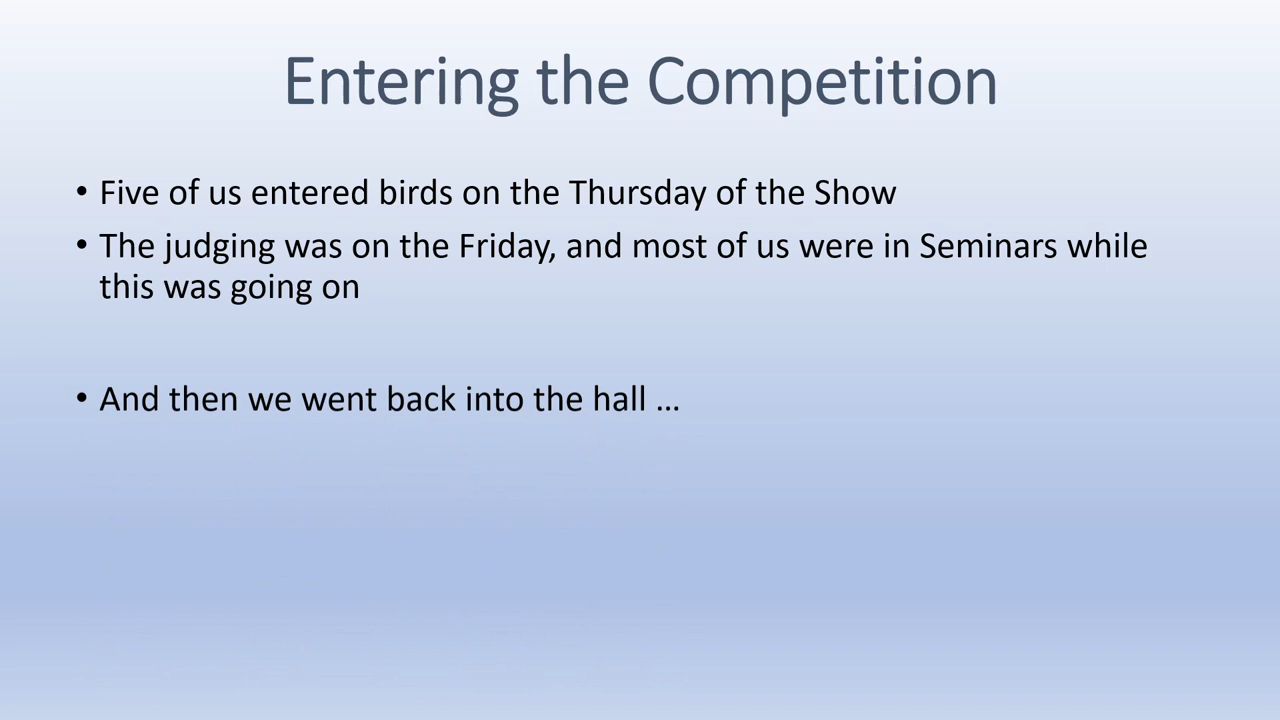 Entering the Competition
• Five of us entered birds on the Thursday of the Show
• The judging was on the Friday, and most of us were in Seminars while
this was going on
• And then we went back into the hall …